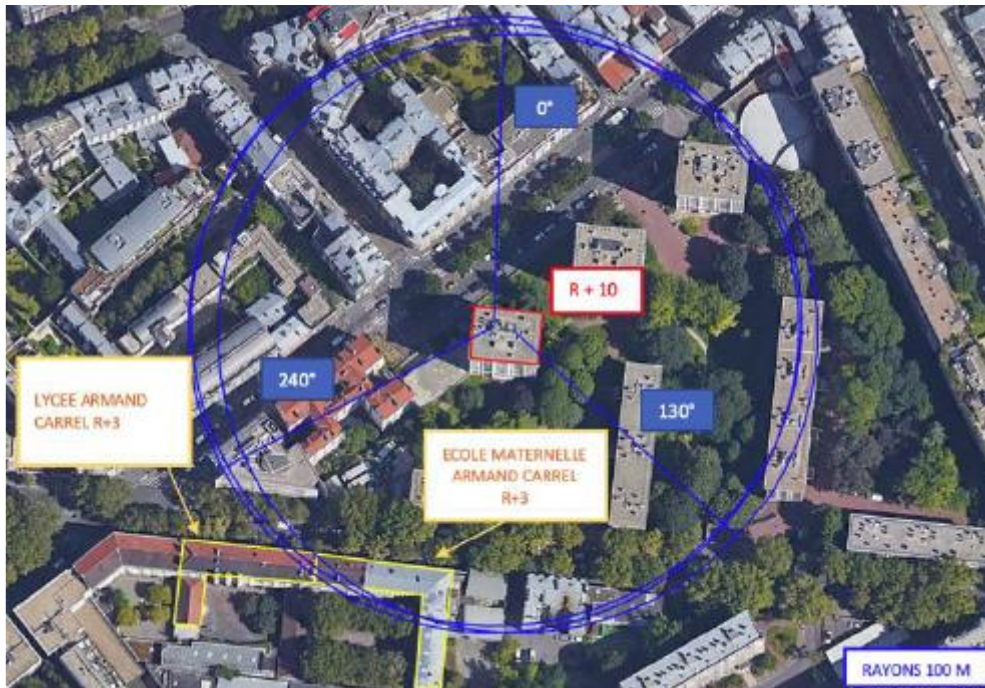 0°
R + 10
240°
130°
LYCEE ARMAND
CARREL R+3
ECOLE MATERNELLE
ARMAND CARREL
R+3
RAYONS 100 M